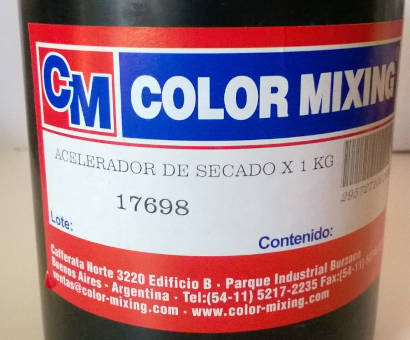 CM COLOR MIXING
ACELERADOR DE SECADO X 1 KG
17698
Lote:
Contenido:
Cafferata Norte 3220 Edificio B - Parque Industrial Burzaco
Buenos Aires - Argentina - Tel:(54-11) 5217-2235 Fax:(54-11)
ventas@color-mixing.com - www.color-mixing.com